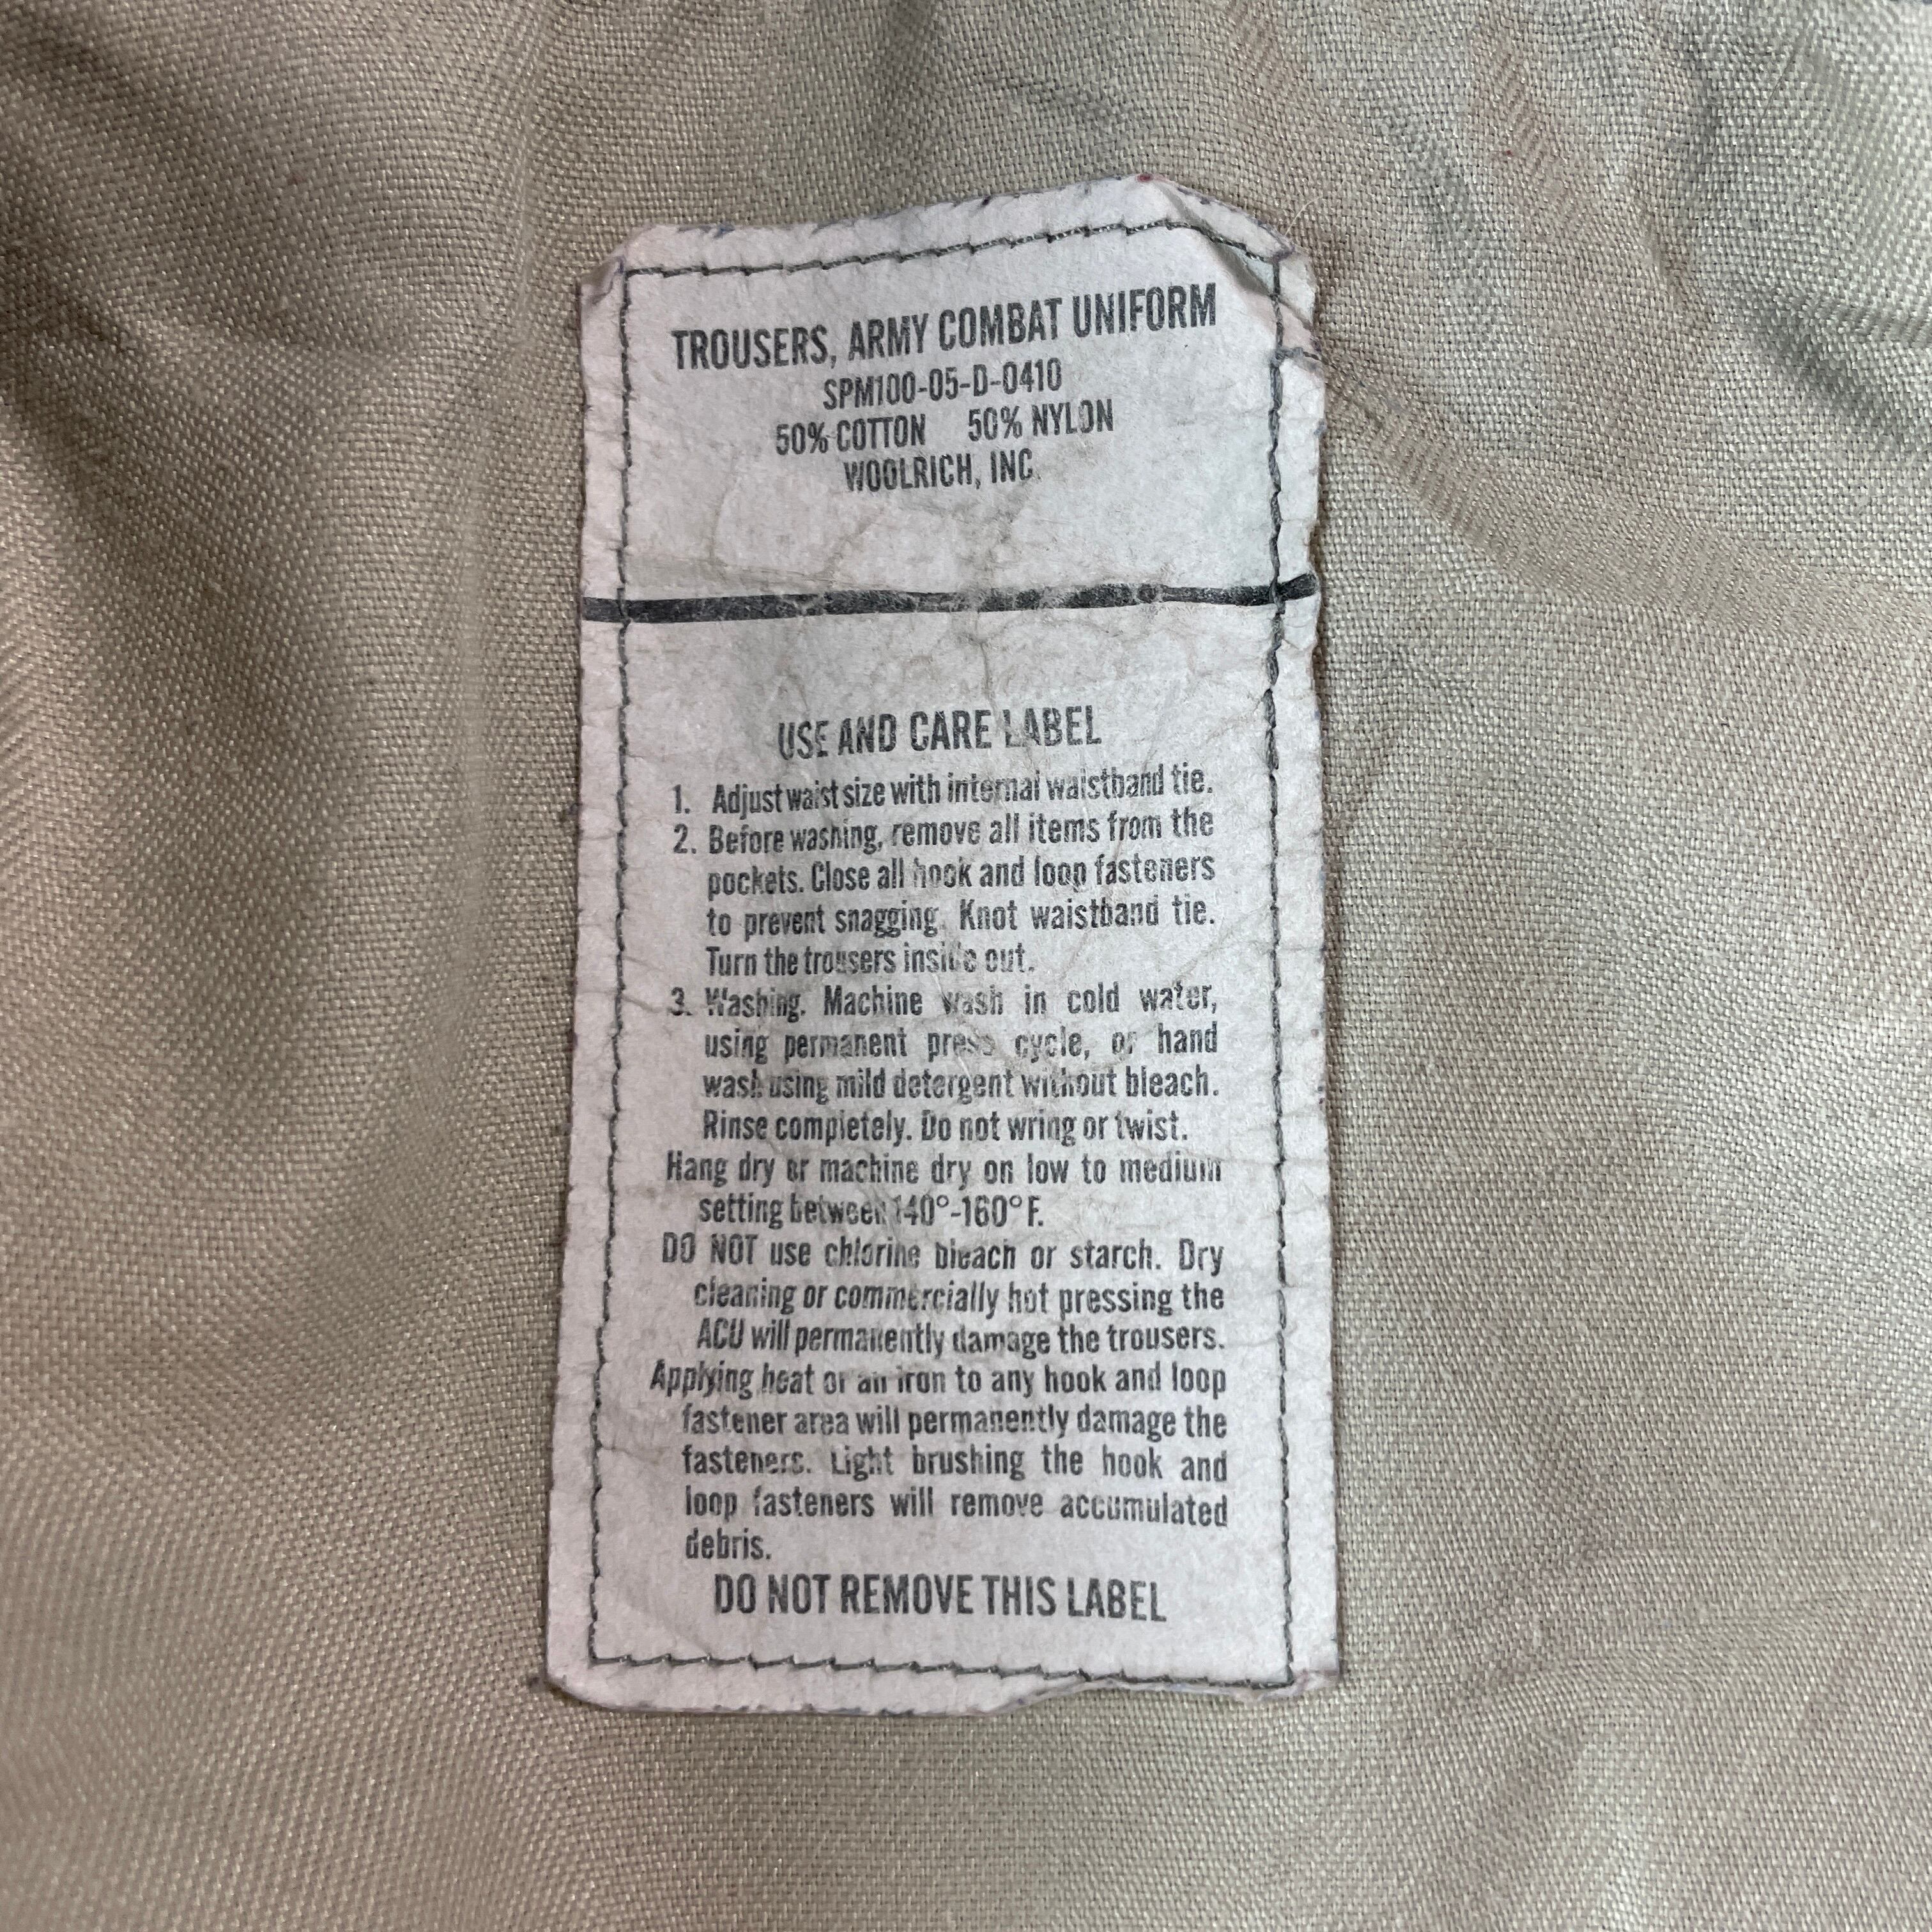 TROUSERS, ARMY COMBAT UNIFORM
SPM100-05-D-0410
50% COTTON 50% NYLON
WOOLRICH, INC.
USE AND CARE LABEL
1. Adjust waist size with internal waistband tie.
2. Before washing, remove all items from the
pockets. Close all hook and loop fasteners
to prevent snagging. Knot waistband tie.
Turn the trousers inside out.
3. Washing. Machine wash in cold water,
using permanent press cycle, or hand
wash using mild detergent without bleach.
Rinse completely. Do not wring or twist.
Hang dry or machine dry on low to medium
setting between 140°-160°F.
DO NOT use chlorine bleach or starch. Dry
cleaning or commercially hot pressing the
ACU will permanently damage the trousers.
Applying heat or an iron to any hook and loop
fastener area will permanently damage the
fasteners. Light brushing the hook and
loop fasteners will remove accumulated
debris.
DO NOT REMOVE THIS LABEL